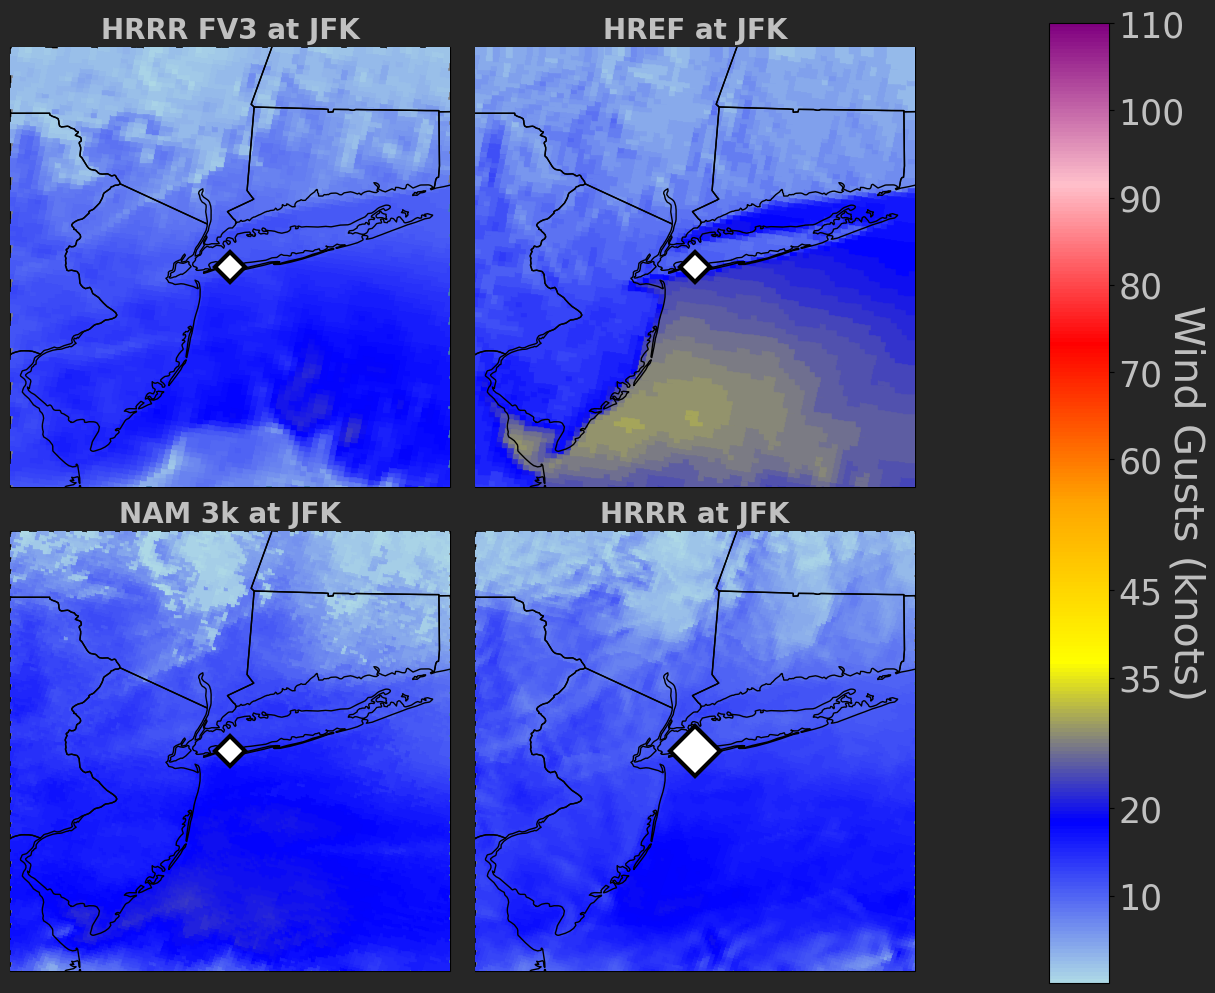 HRRR FV3 at JFK
HREF at JFK
NAM 3k at JFK
HRRR at JFK
110
100
90
80
70
60
45
35
20
10
Wind Gusts (knots)